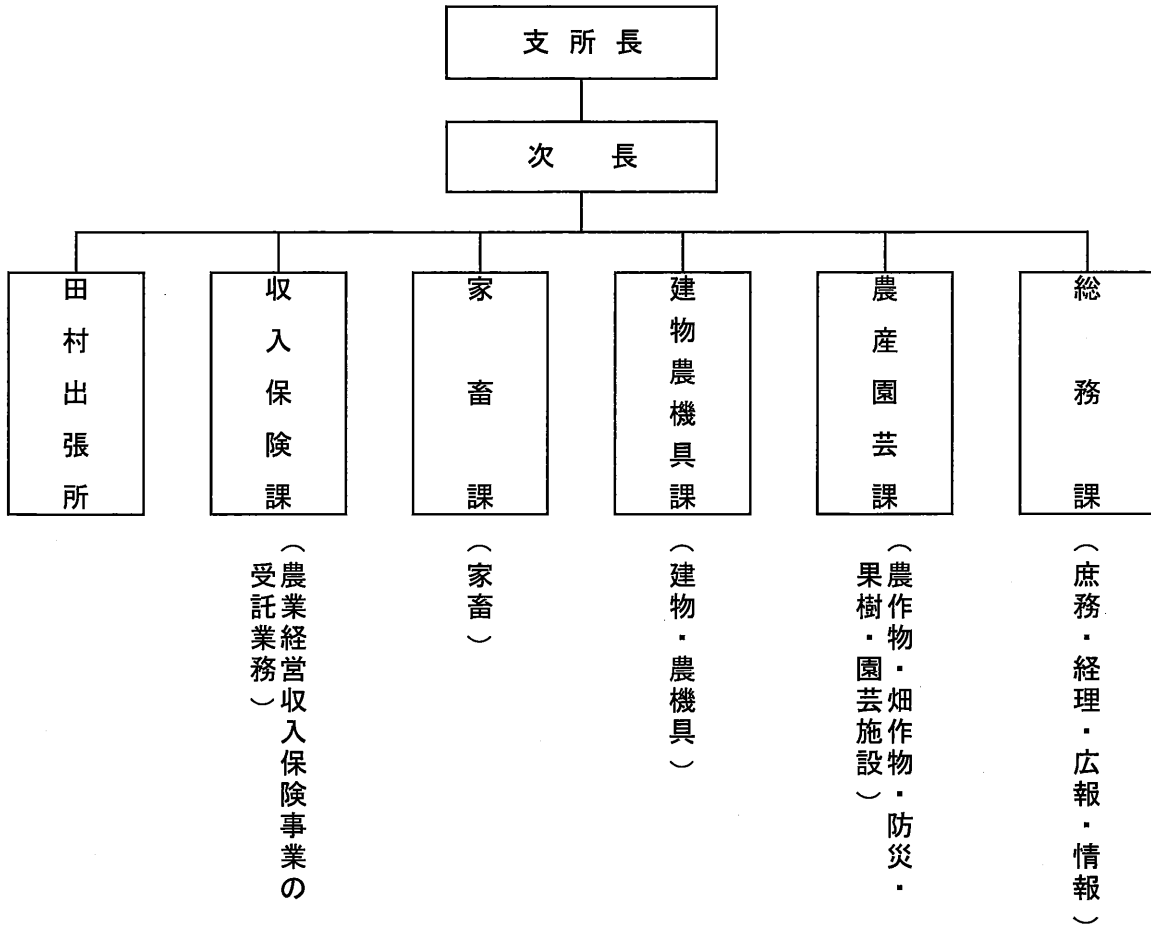 支所長
次長
総務課
（庶務・経理・広報・情報）
農産園芸課
（農作物・畑作物・防災・
果樹・園芸施設）
建物農機具課
（建物・農機具）
家畜課
（家畜）
収入保険課
（農業経営収入保険事業の
受託業務）
田村出張所